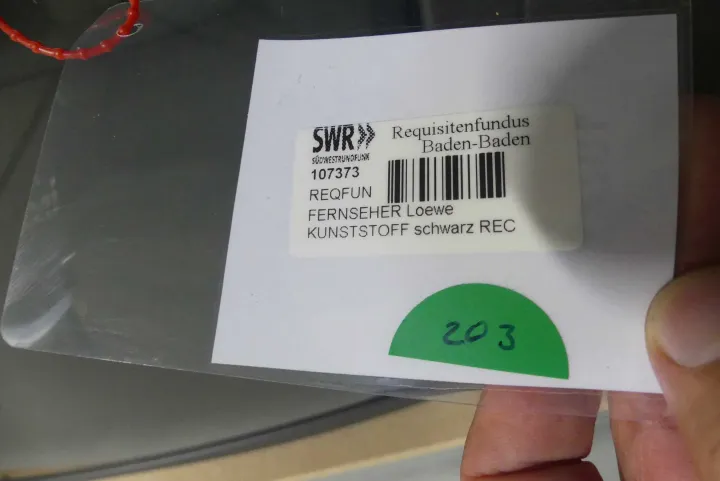 SWR
SÜDWESTRUNDFUNK
Requisitenfundus
Baden-Baden
107373
REQFUN
FERNSEHER Loewe
KUNSTSTOFF schwarz REC
203